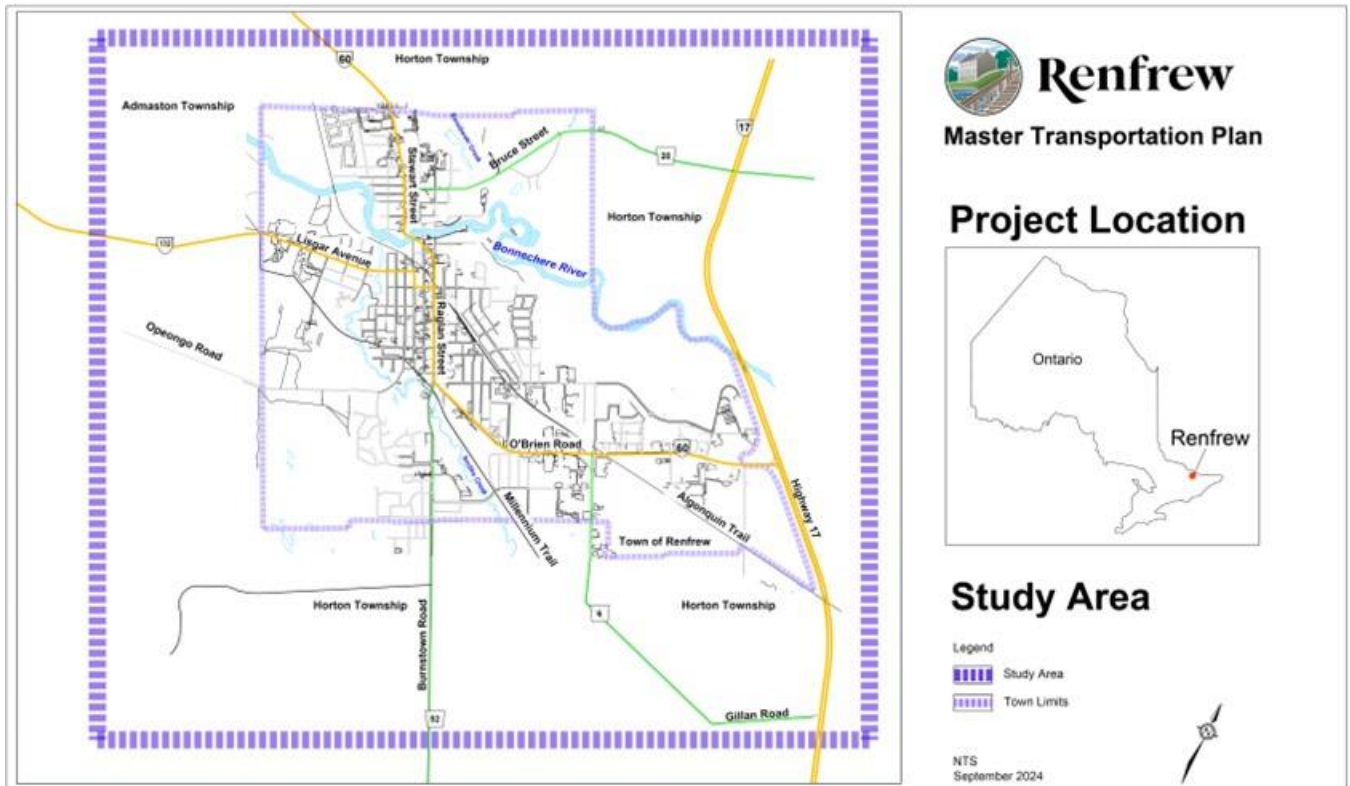 60
Horton Township
Admaston Township
17
Bruce Street
20
Stewart Street
Horton Township
132
Lisgar Avenue
Bonnechere River
Raglan Street
Opeongo Road
O'Brien Road
60
Smiths Creek
Millennium Trail
Algonquin Trail
Highway 17
Town of Renfrew
Horton Township
Burnstown Road
6
Horton Township
52
Gillan Road
Renfrew
Master Transportation Plan
Project Location
Ontario
Renfrew
Study Area
Legend
Study Area
Town Limits
NTS
September 2024